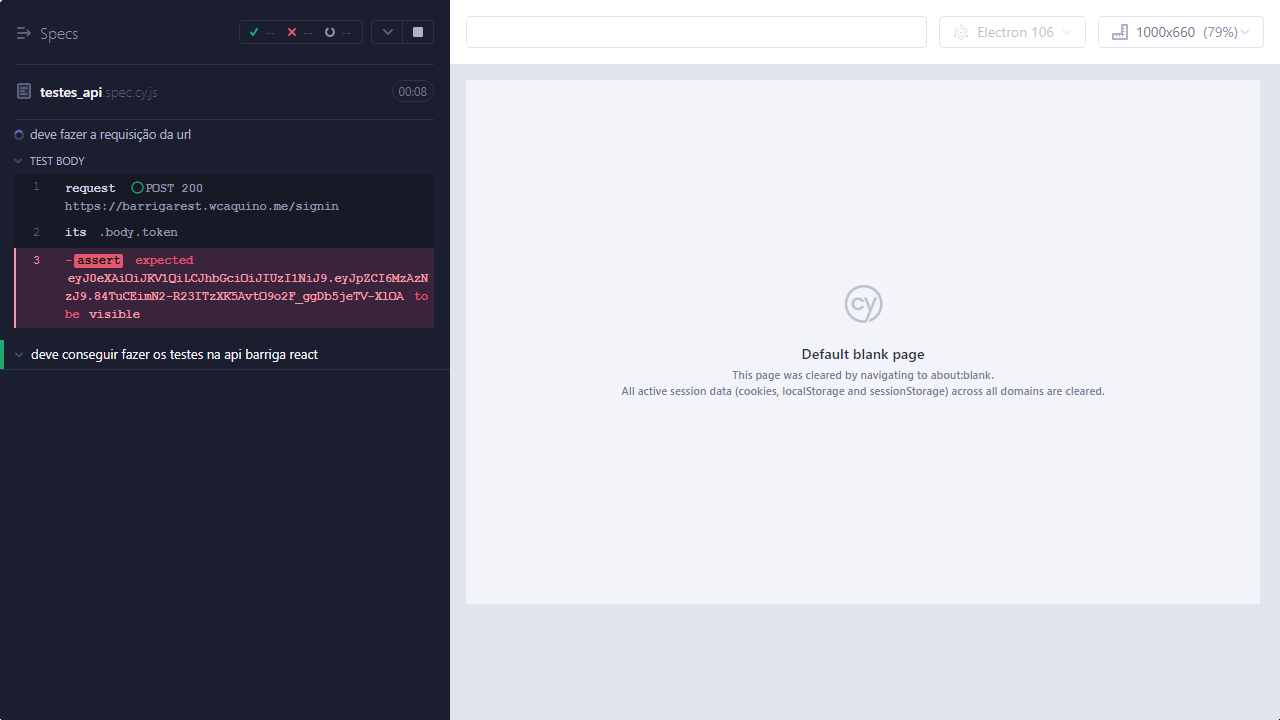 Specs
-- -- --
testes_api.spec.cy.js
00:08
deve fazer a requisição da url
TEST BODY
1 request POST 200
https://barrigarest.wcaquino.me/signin
2 its .body.token
3 -assert expected
eyJ0eXAiOiJKV1QiLCJhbGciOiJIUzI1NiJ9.eyJpZCI6MzAzN
zJ9.84TuCEimN2-R23ITzXK5AvtO9o2F_ggDb5jeTV-XlOA to
be visible
deve conseguir fazer os testes na api barriga react
Electron 106
1000x660 (79%)
cy
Default blank page
This page was cleared by navigating to about:blank.
All active session data (cookies, localStorage and sessionStorage) across all domains are cleared.